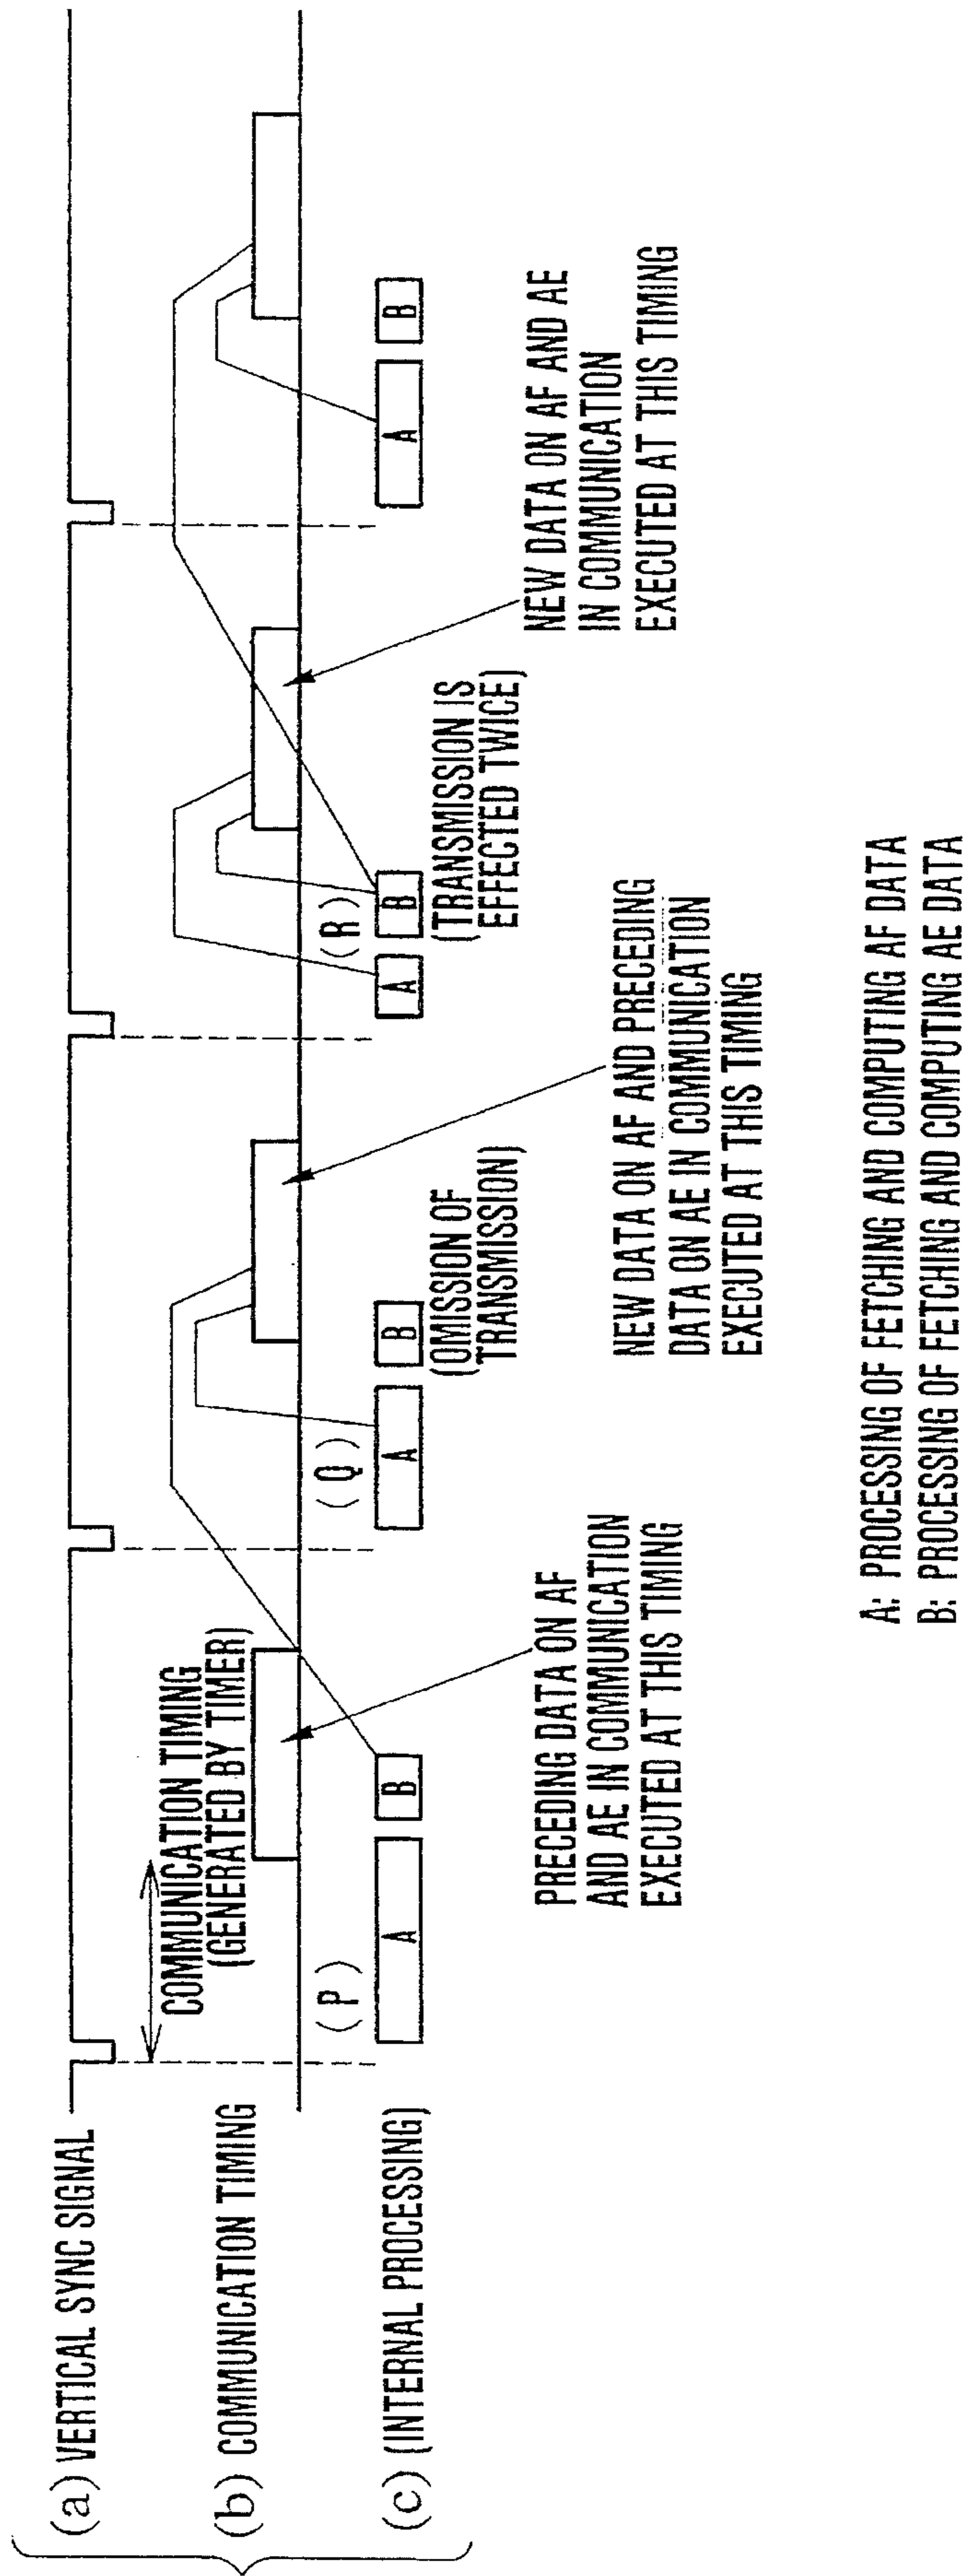 (a) VERTICAL SYNC SIGNAL
(b) COMMUNICATION TIMING
(c) (INTERNAL PROCESSING)
COMMUNICATION TIMING
(GENERATED BY TIMER)
(P)
A
B
(Q)
A
B
(OMISSION OF
TRANSMISSION)
(R)
A
B
(TRANSMISSION IS
EFFECTED TWICE)
A
B
PRECEDING DATA ON AF
AND AE IN COMMUNICATION
EXECUTED AT THIS TIMING
NEW DATA ON AF AND PRECEDING
DATA ON AE IN COMMUNICATION
EXECUTED AT THIS TIMING
NEW DATA ON AF AND AE
IN COMMUNICATION
EXECUTED AT THIS TIMING
A: PROCESSING OF FETCHING AND COMPUTING AF DATA
B: PROCESSING OF FETCHING AND COMPUTING AE DATA